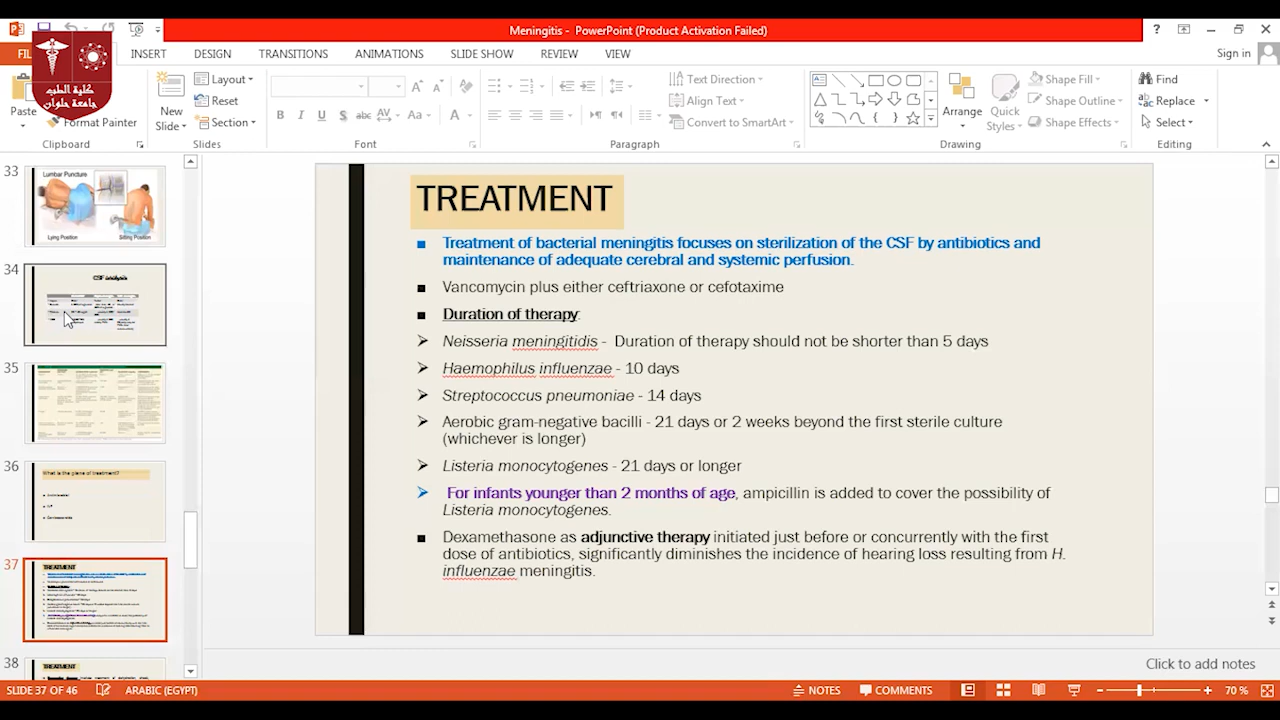 Meningitis - PowerPoint (Product Activation Failed)
INSERT DESIGN TRANSITIONS ANIMATIONS SLIDE SHOW REVIEW VIEW
Sign in
كلية الطب
جامعة حلوان
Paste
Format Painter
Clipboard
New Slide
Layout
Reset
Section
Slides
Font
Text Direction
Align Text
Convert to SmartArt
Paragraph
Arrange
Quick Styles
Shape Fill
Shape Outline
Shape Effects
Drawing
Find
Replace
Select
Editing
33
Lumbar Puncture
Lying Position
Sitting Position
34
CSF analysis
35
36
37
TREATMENT
38
TREATMENT
TREATMENT
Treatment of bacterial meningitis focuses on sterilization of the CSF by antibiotics and
maintenance of adequate cerebral and systemic perfusion.
Vancomycin plus either ceftriaxone or cefotaxime
Duration of therapy:
Neisseria meningitidis - Duration of therapy should not be shorter than 5 days
Haemophilus influenzae - 10 days
Streptococcus pneumoniae - 14 days
Aerobic gram-negative bacilli - 21 days or 2 weeks beyond the first sterile culture
(whichever is longer)
Listeria monocytogenes - 21 days or longer
For infants younger than 2 months of age, ampicillin is added to cover the possibility of
Listeria monocytogenes.
Dexamethasone as adjunctive therapy initiated just before or concurrently with the first
dose of antibiotics, significantly diminishes the incidence of hearing loss resulting from H.
influenzae meningitis.
Click to add notes
SLIDE 37 OF 46 ARABIC (EGYPT) NOTES COMMENTS 70 %